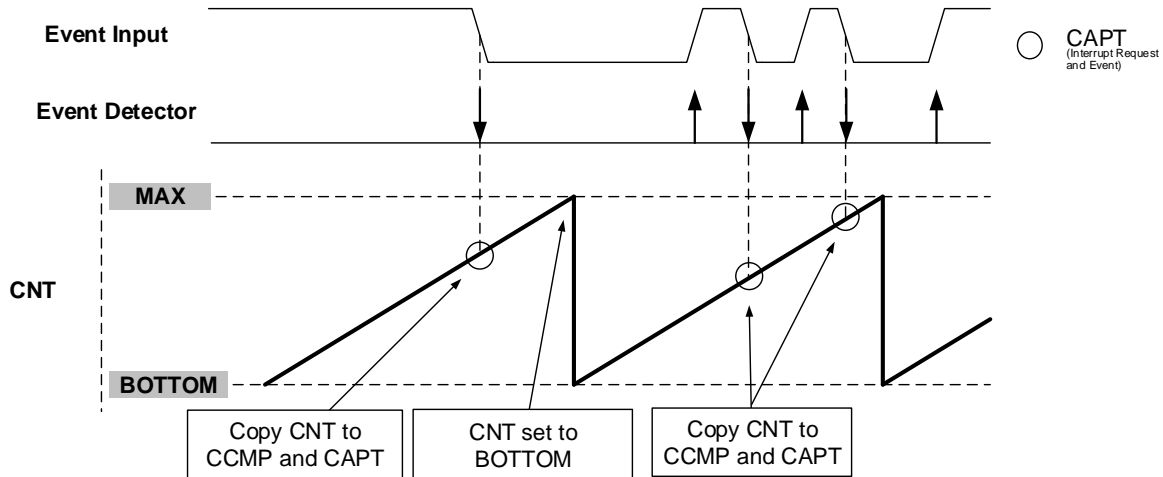 Event Input
CAPT
(Interrupt Request
and Event)
Event Detector
MAX
CNT
BOTTOM
Copy CNT to
CCMP and CAPT
CNT set to
BOTTOM
Copy CNT to
CCMP and CAPT